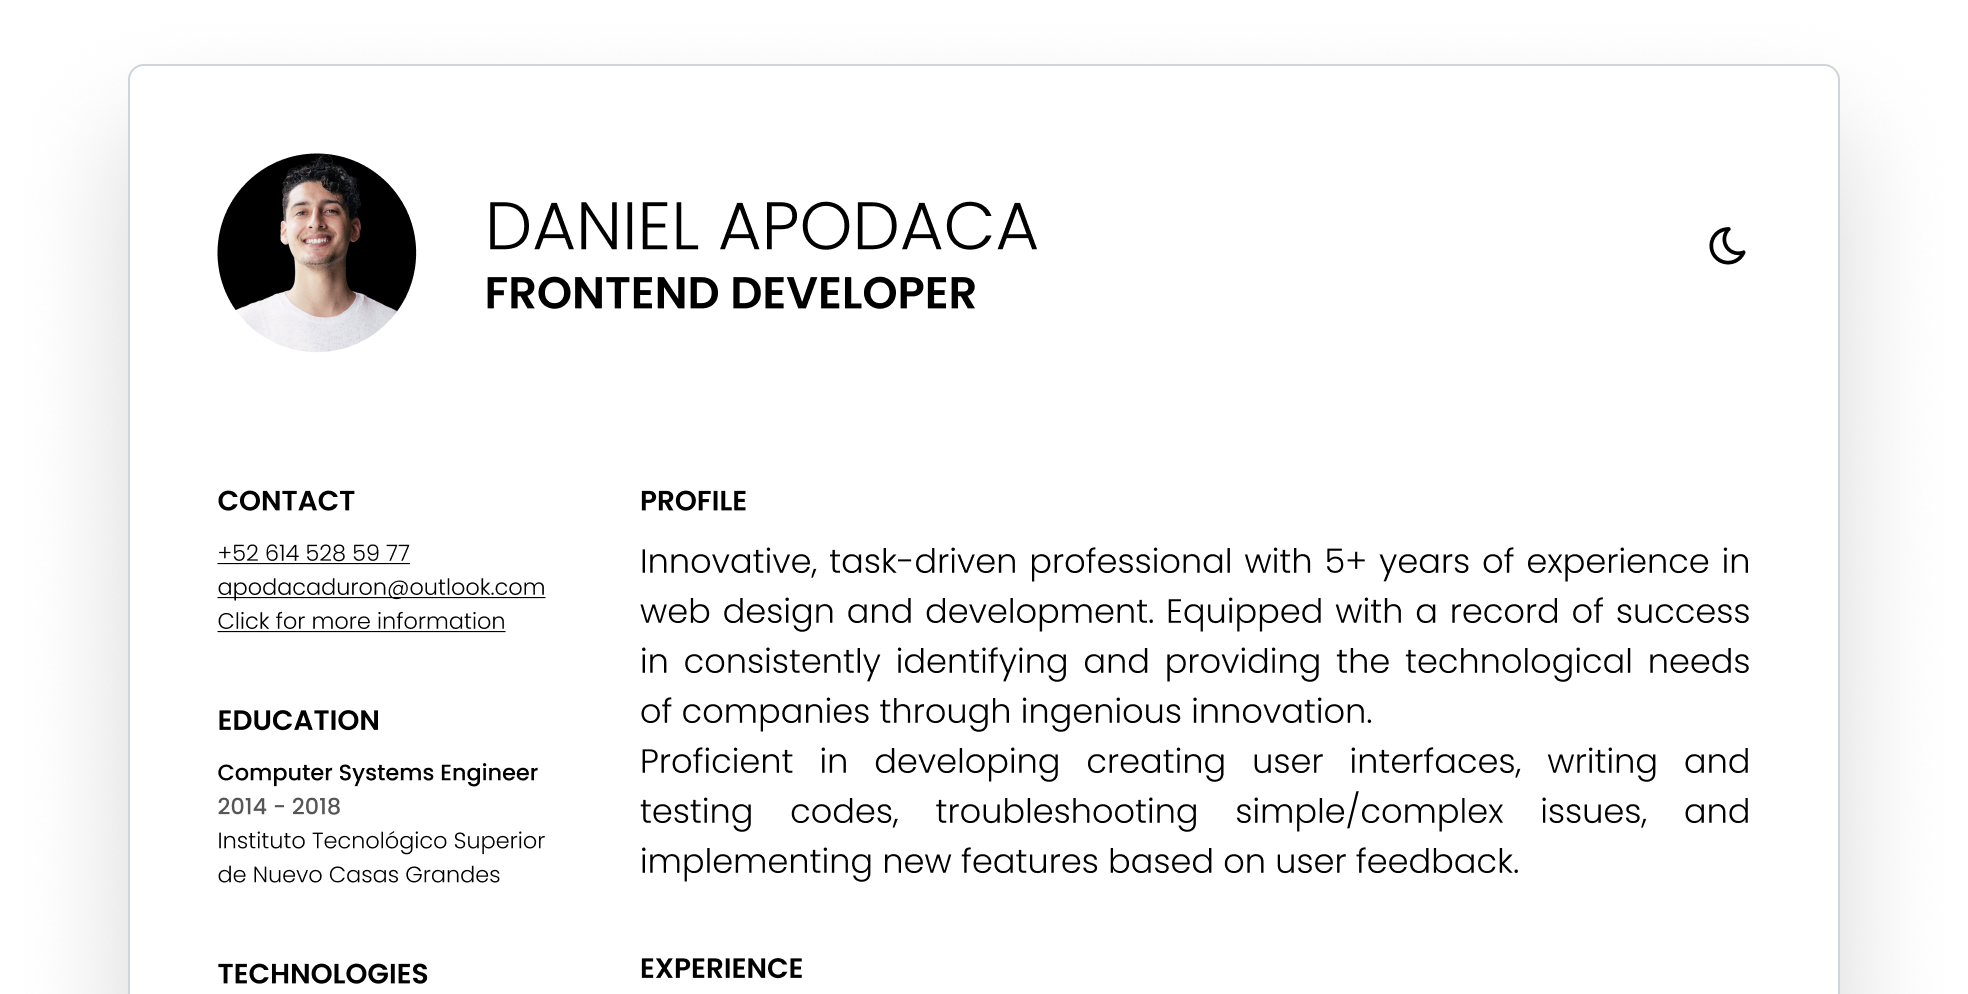 DANIEL APODACA
FRONTEND DEVELOPER
CONTACT
+52 614 528 59 77
apodacaduron@outlook.com
Click for more information
EDUCATION
Computer Systems Engineer
2014 - 2018
Instituto Tecnológico Superior
de Nuevo Casas Grandes
TECHNOLOGIES
PROFILE
Innovative, task-driven professional with 5+ years of experience in
web design and development. Equipped with a record of success
in consistently identifying and providing the technological needs
of companies through ingenious innovation.
Proficient in developing creating user interfaces, writing and
testing codes, troubleshooting simple/complex issues, and
implementing new features based on user feedback.
EXPERIENCE